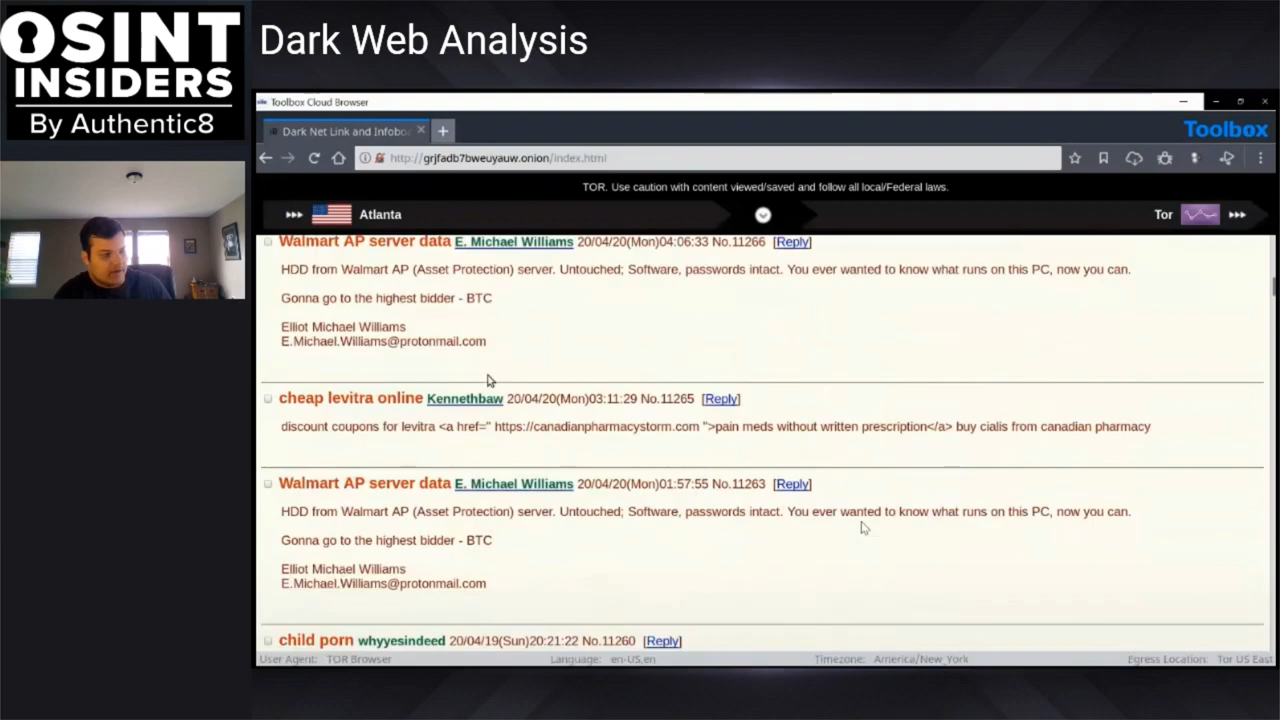 OSINT
INSIDERS
By Authentic8
Dark Web Analysis
Toolbox Cloud Browser
Dark Net Link and Infobo
Toolbox
http://grjfadb7bweuyauw.onion/index.html
TOR. Use caution with content viewed/saved and follow all local/Federal laws.
Atlanta
Tor
Walmart AP server data E. Michael Williams 20/04/20(Mon)04:06:33 No.11266 [Reply]
HDD from Walmart AP (Asset Protection) server. Untouched; Software, passwords intact. You ever wanted to know what runs on this PC, now you can.
Gonna go to the highest bidder - BTC
Elliot Michael Williams
E.Michael.Williams@protonmail.com
cheap levitra online Kennethbaw 20/04/20(Mon)03:11:29 No.11265 [Reply]
discount coupons for levitra <a href=" https://canadianpharmacystorm.com ">pain meds without written prescription</a> buy cialis from canadian pharmacy
Walmart AP server data E. Michael Williams 20/04/20(Mon)01:57:55 No.11263 [Reply]
HDD from Walmart AP (Asset Protection) server. Untouched; Software, passwords intact. You ever wanted to know what runs on this PC, now you can.
Gonna go to the highest bidder - BTC
Elliot Michael Williams
E.Michael.Williams@protonmail.com
child porn whyyesindeed 20/04/19(Sun)20:21:22 No.11260 [Reply]
User Agent: TOR Browser Language: en-US,en Timezone: America/New_York Egress Location: Tor US East